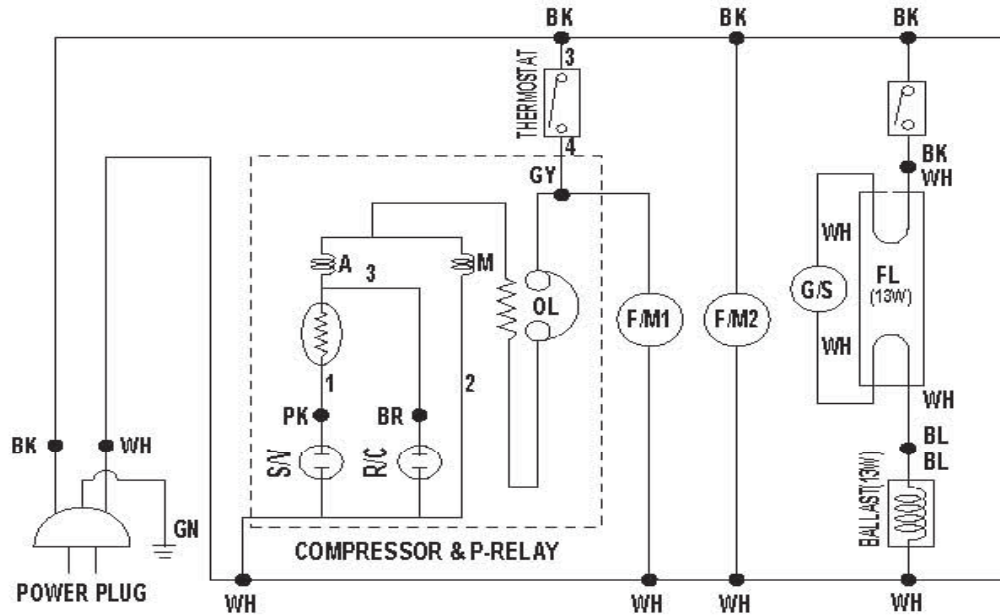 BK
BK
BK
THERMOSTAT
3
4
GY
BK
WH
A
3
M
OL
F/M1
F/M2
G/S
WH
FL
(13W)
WH
WH
1
2
PK
BR
S/V
R/C
BK
WH
BL
BL
BALLAST(13W)
GN
POWER PLUG
COMPRESSOR & P-RELAY
WH
WH
WH
WH